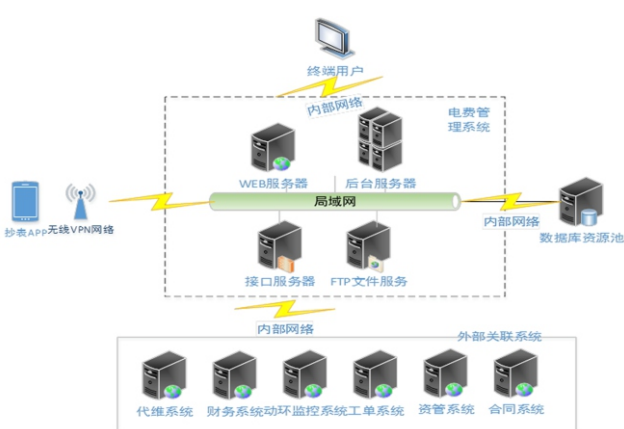 终端用户
内部网络
电费管
理系统
WEB服务器
后台服务器
局域网
抄表APP
无线VPN网络
内部网络
数据库资源池
接口服务器
FTP文件服务
内部网络
外部关联系统
代维系统
财务系统
动环监控系统
工单系统
资管系统
合同系统